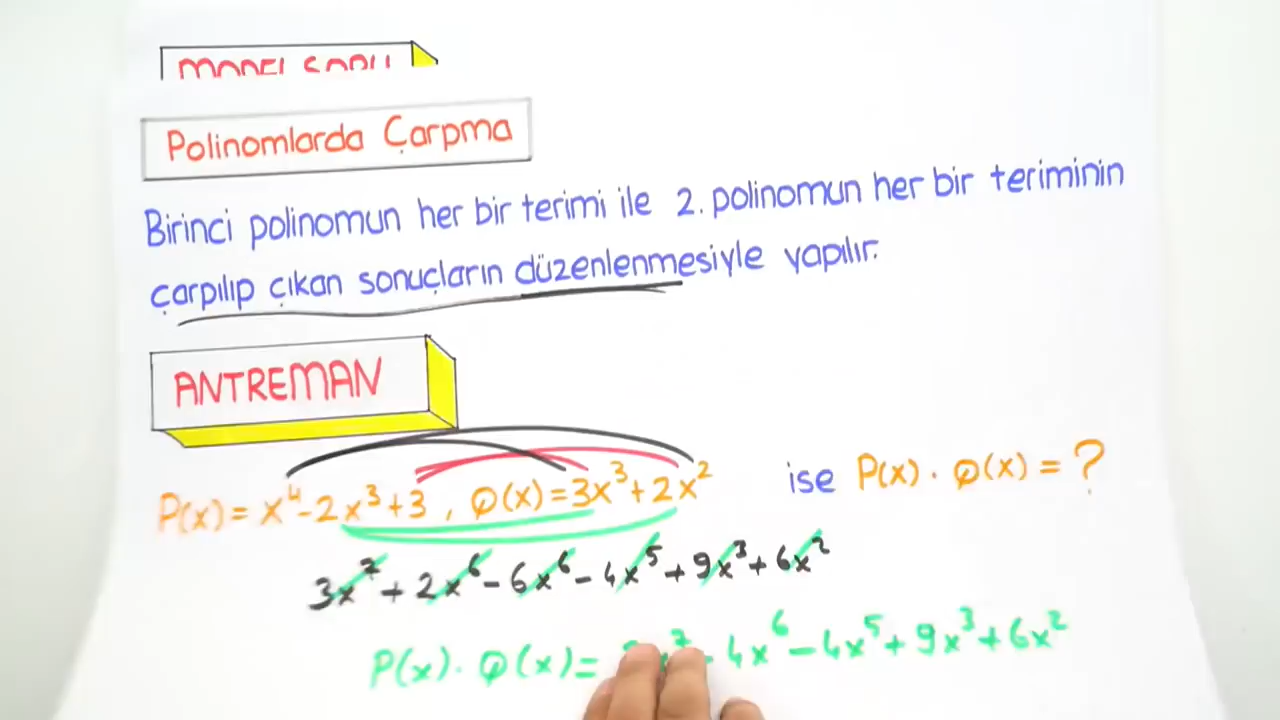 Polinomlarda Çarpma
Birinci polinomun her bir terimi ile 2. polinomun her bir teriminin
çarpılıp çıkan sonuçların düzenlenmesiyle yapılır.
ANTREMAN
P(x) = x⁴ - 2x³ + 3 , Q(x) = 3x³ + 2x² ise P(x) . Q(x) = ?
3x⁷ + 2x⁶ - 6x⁶ - 4x⁵ + 9x³ + 6x²
P(x) . Q(x) = x⁷ - 4x⁶ - 4x⁵ + 9x³ + 6x²